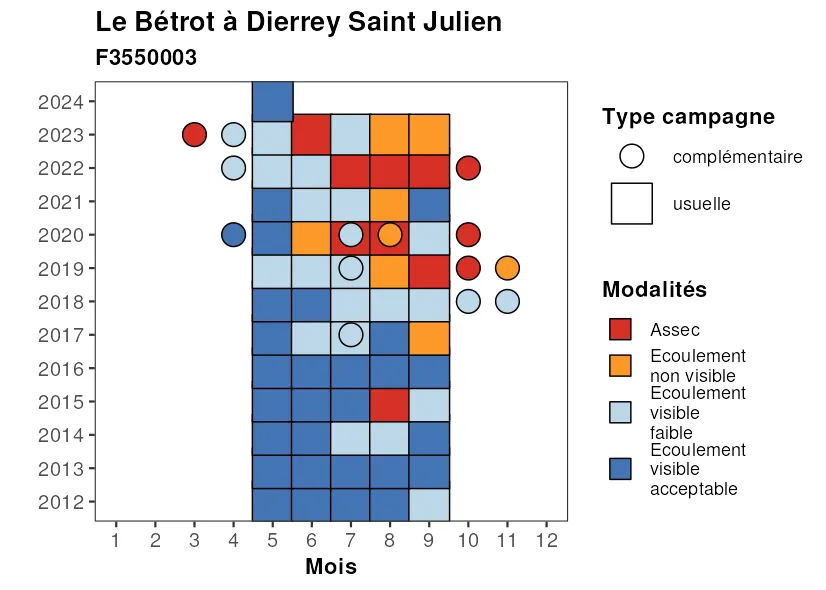 Le Bétrot à Dierrey Saint Julien
F3550003
2024
2023
2022
2021
2020
2019
2018
2017
2016
2015
2014
2013
2012
1 2 3 4 5 6 7 8 9 10 11 12
Mois
Type campagne
complémentaire
usuelle
Modalités
Assec
Ecoulement
non visible
Ecoulement
visible
faible
Ecoulement
visible
acceptable